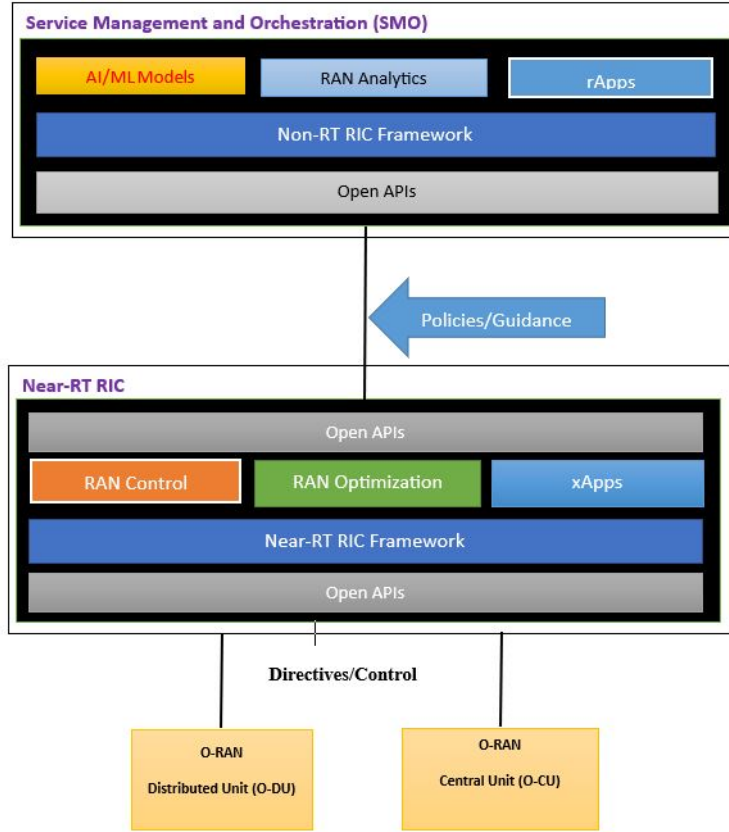 Service Management and Orchestration (SMO)
AI/ML Models
RAN Analytics
rApps
Non-RT RIC Framework
Open APIs
Policies/Guidance
Near-RT RIC
Open APIs
RAN Control
RAN Optimization
xApps
Near-RT RIC Framework
Open APIs
Directives/Control
O-RAN
Distributed Unit (O-DU)
O-RAN
Central Unit (O-CU)